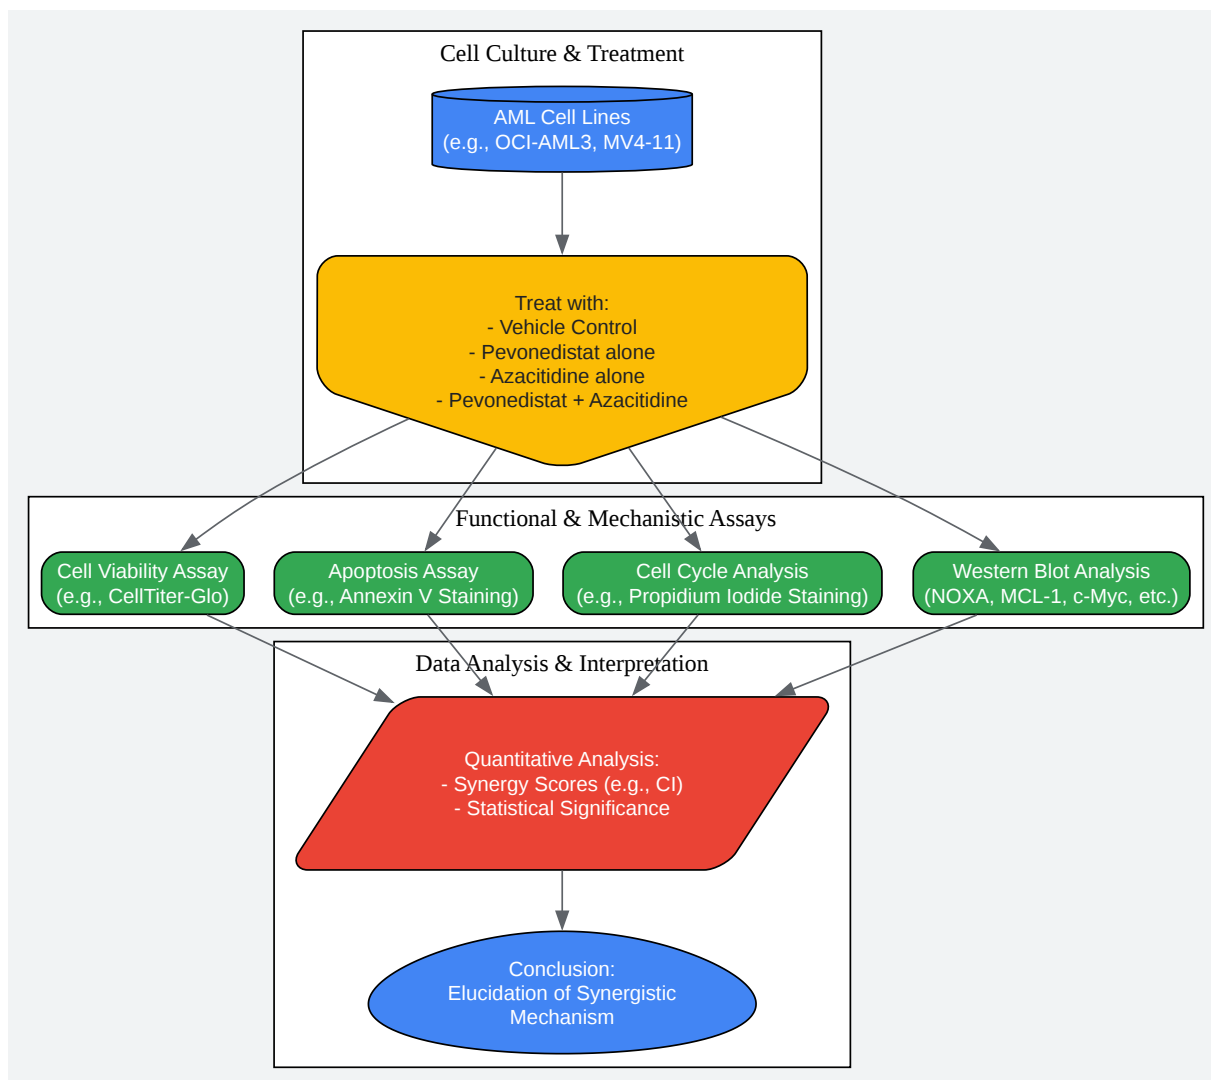 Cell Culture & Treatment
AML Cell Lines
(e.g., OCI-AML3, MV4-11)
Treat with:
- Vehicle Control
- Pevonedistat alone
- Azacitidine alone
- Pevonedistat + Azacitidine
Functional & Mechanistic Assays
Cell Viability Assay
(e.g., CellTiter-Glo)
Apoptosis Assay
(e.g., Annexin V Staining)
Cell Cycle Analysis
(e.g., Propidium Iodide Staining)
Western Blot Analysis
(NOXA, MCL-1, c-Myc, etc.)
Data Analysis & Interpretation
Quantitative Analysis:
- Synergy Scores (e.g., CI)
- Statistical Significance
Conclusion:
Elucidation of Synergistic
Mechanism